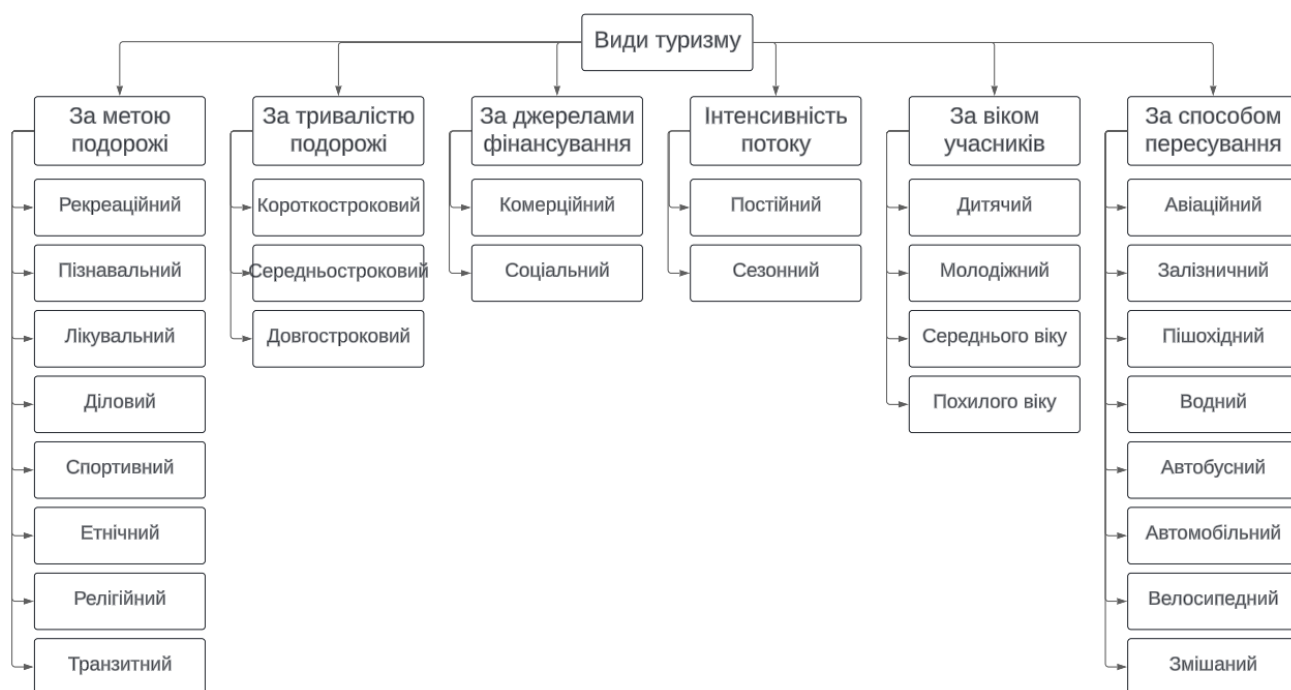 Види туризму
За метою
подорожі
Рекреаційний
Пізнавальний
Лікувальний
Діловий
Спортивний
Етнічний
Релігійний
Транзитний
За тривалістю
подорожі
Короткостроковий
Середньостроковий
Довгостроковий
За джерелами
фінансування
Комерційний
Соціальний
Інтенсивність
потоку
Постійний
Сезонний
За віком
учасників
Дитячий
Молодіжний
Середнього віку
Похилого віку
За способом
пересування
Авіаційний
Залізничний
Пішохідний
Водний
Автобусний
Автомобільний
Велосипедний
Змішаний